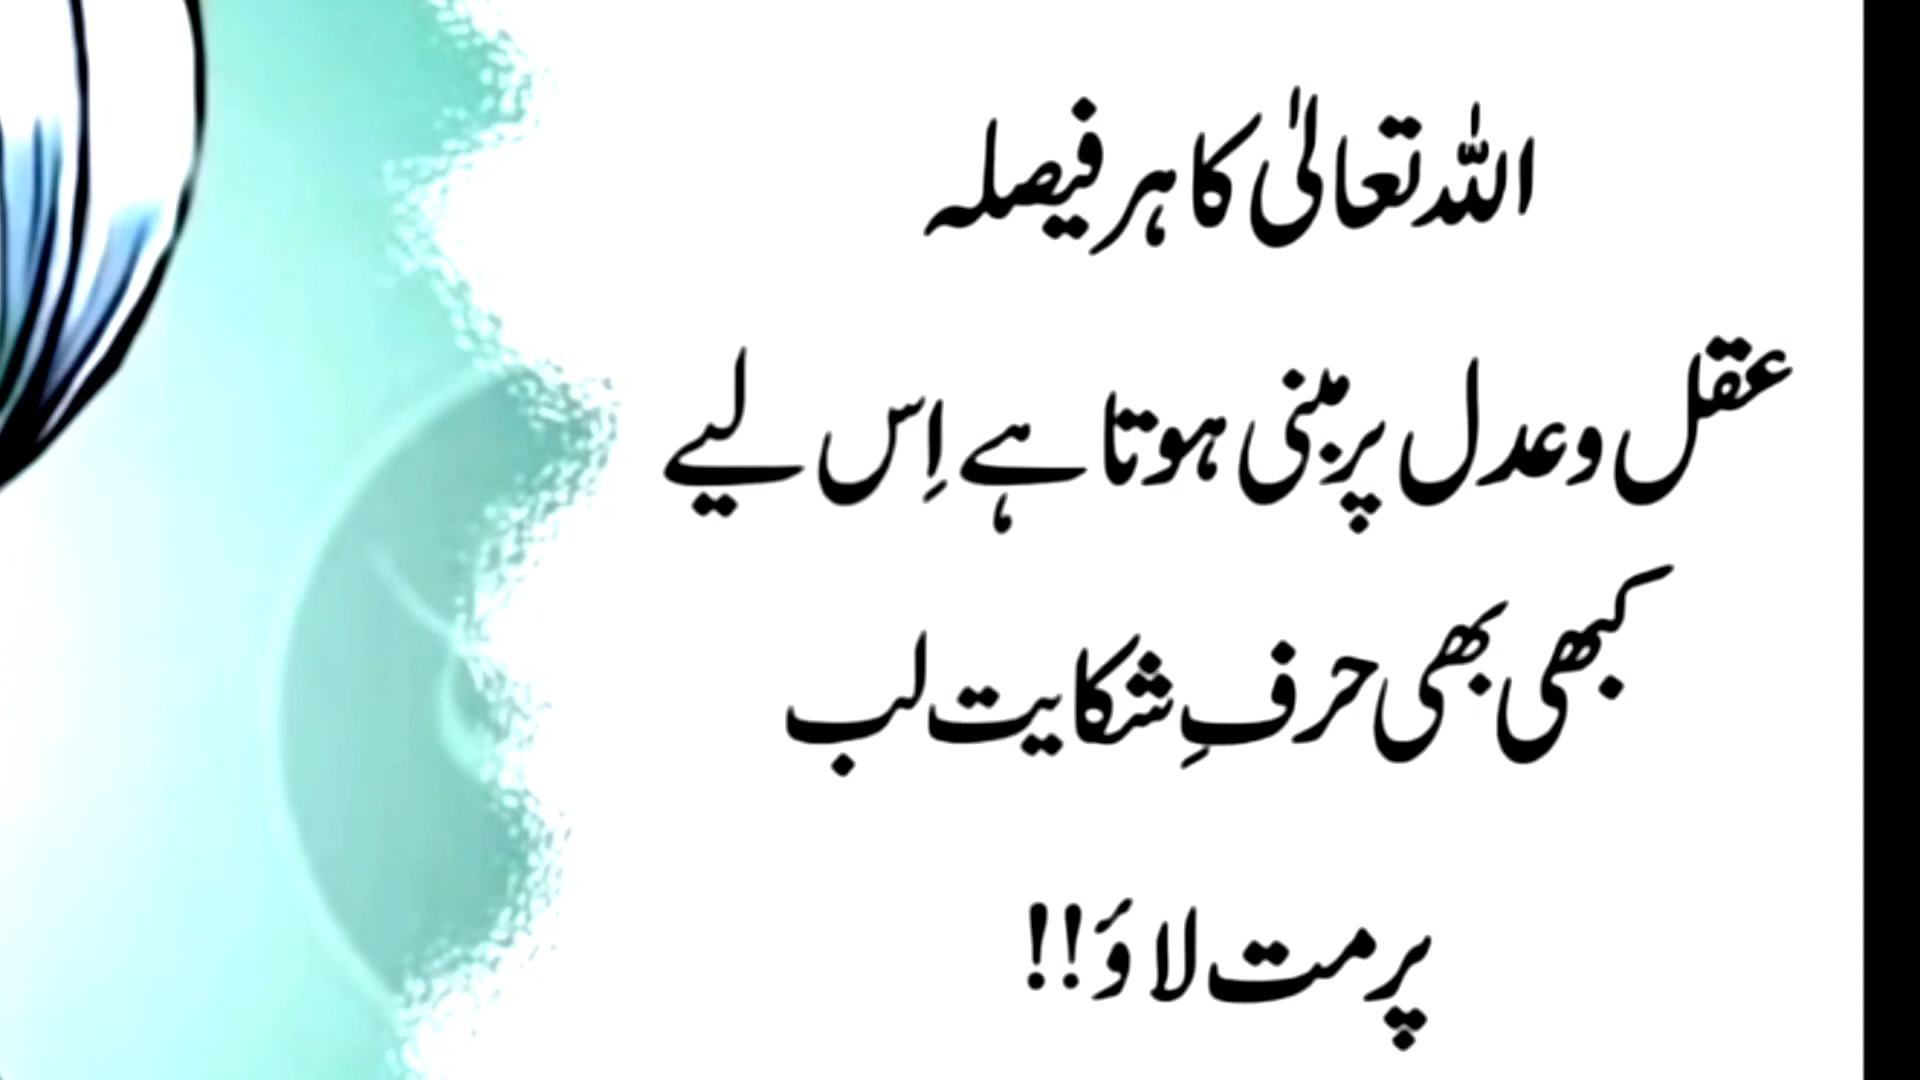 اللہ تعالیٰ کا ہر فیصلہ
عقل و عدل پر مبنی ہوتا ہے اِس لیے
کبھی بھی حرفِ شکایت لب
پر مت لاؤ!!